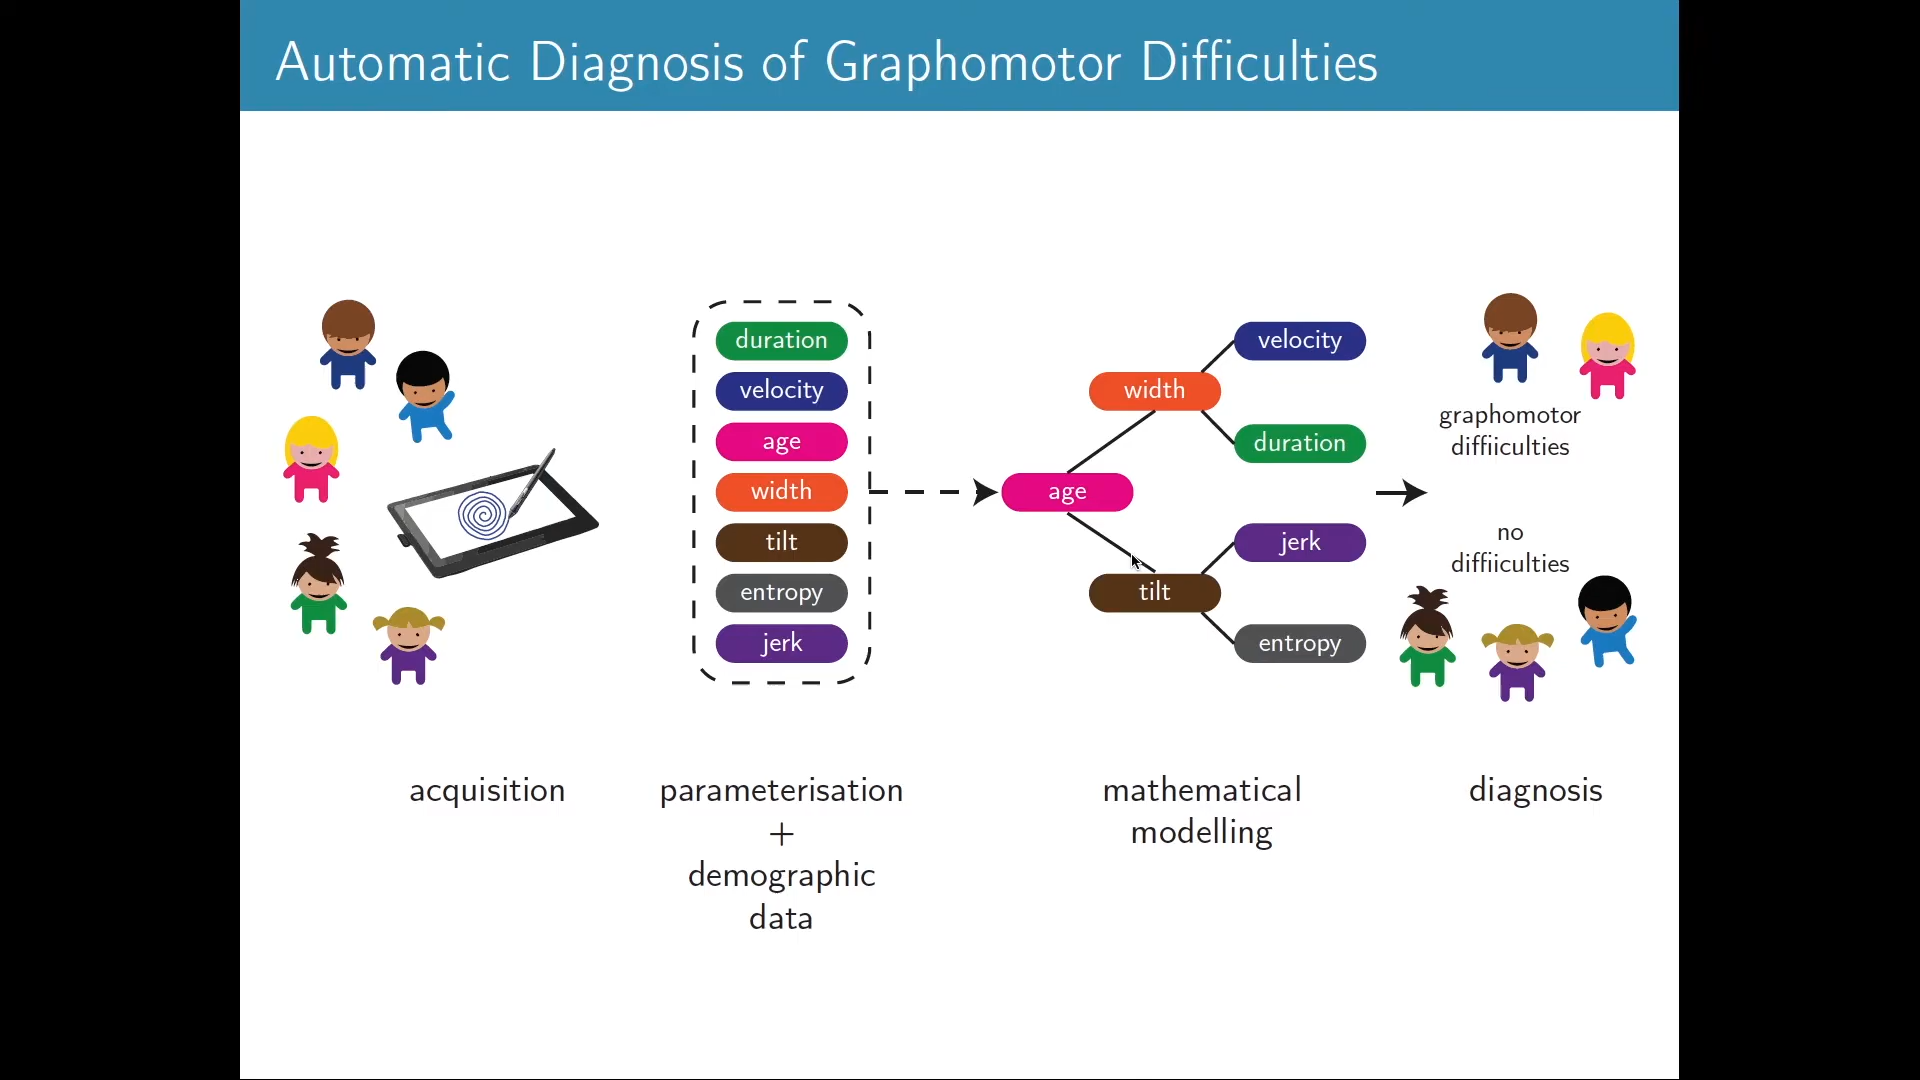 Automatic Diagnosis of Graphomotor Difficulties
duration
velocity
age
width
tilt
entropy
jerk
age
width
tilt
velocity
duration
jerk
entropy
graphomotor
diffiiculties
no
diffiiculties
acquisition
parameterisation
+
demographic
data
mathematical
modelling
diagnosis